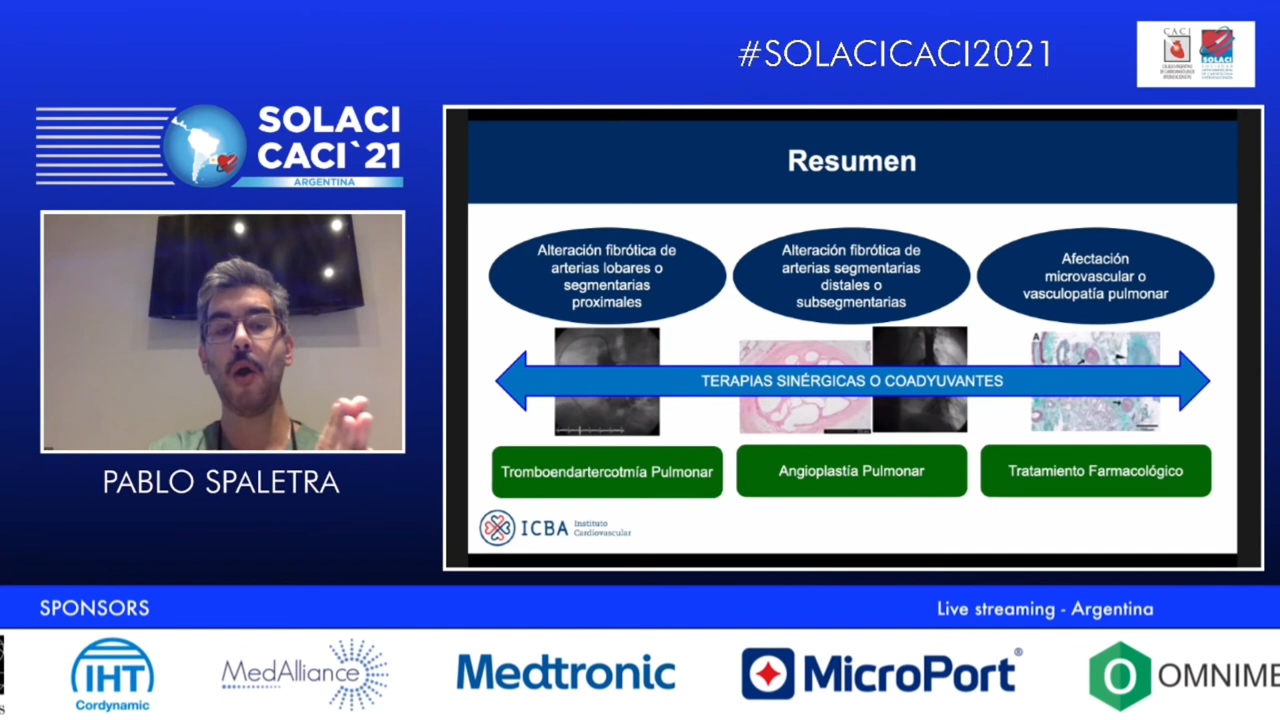 #SOLACICACI2021
CACI
SOLACI
SOLACI
CACI`21
ARGENTINA
PABLO SPALETRA
Resumen
Alteración fibrótica de
arterias lobares o
segmentarias
proximales
Alteración fibrótica de
arterias segmentarias
distales o
subsegmentarias
Afectación
microvascular o
vasculopatía pulmonar
A
TERAPIAS SINÉRGICAS O COADYUVANTES
Tromboendartercotmía Pulmonar
Angioplastía Pulmonar
Tratamiento Farmacológico
ICBA Instituto
Cardiovascular
SPONSORS
Live streaming - Argentina
IHT
Cordynamic
MedAlliance
Medtronic
MicroPort®
OMNIME